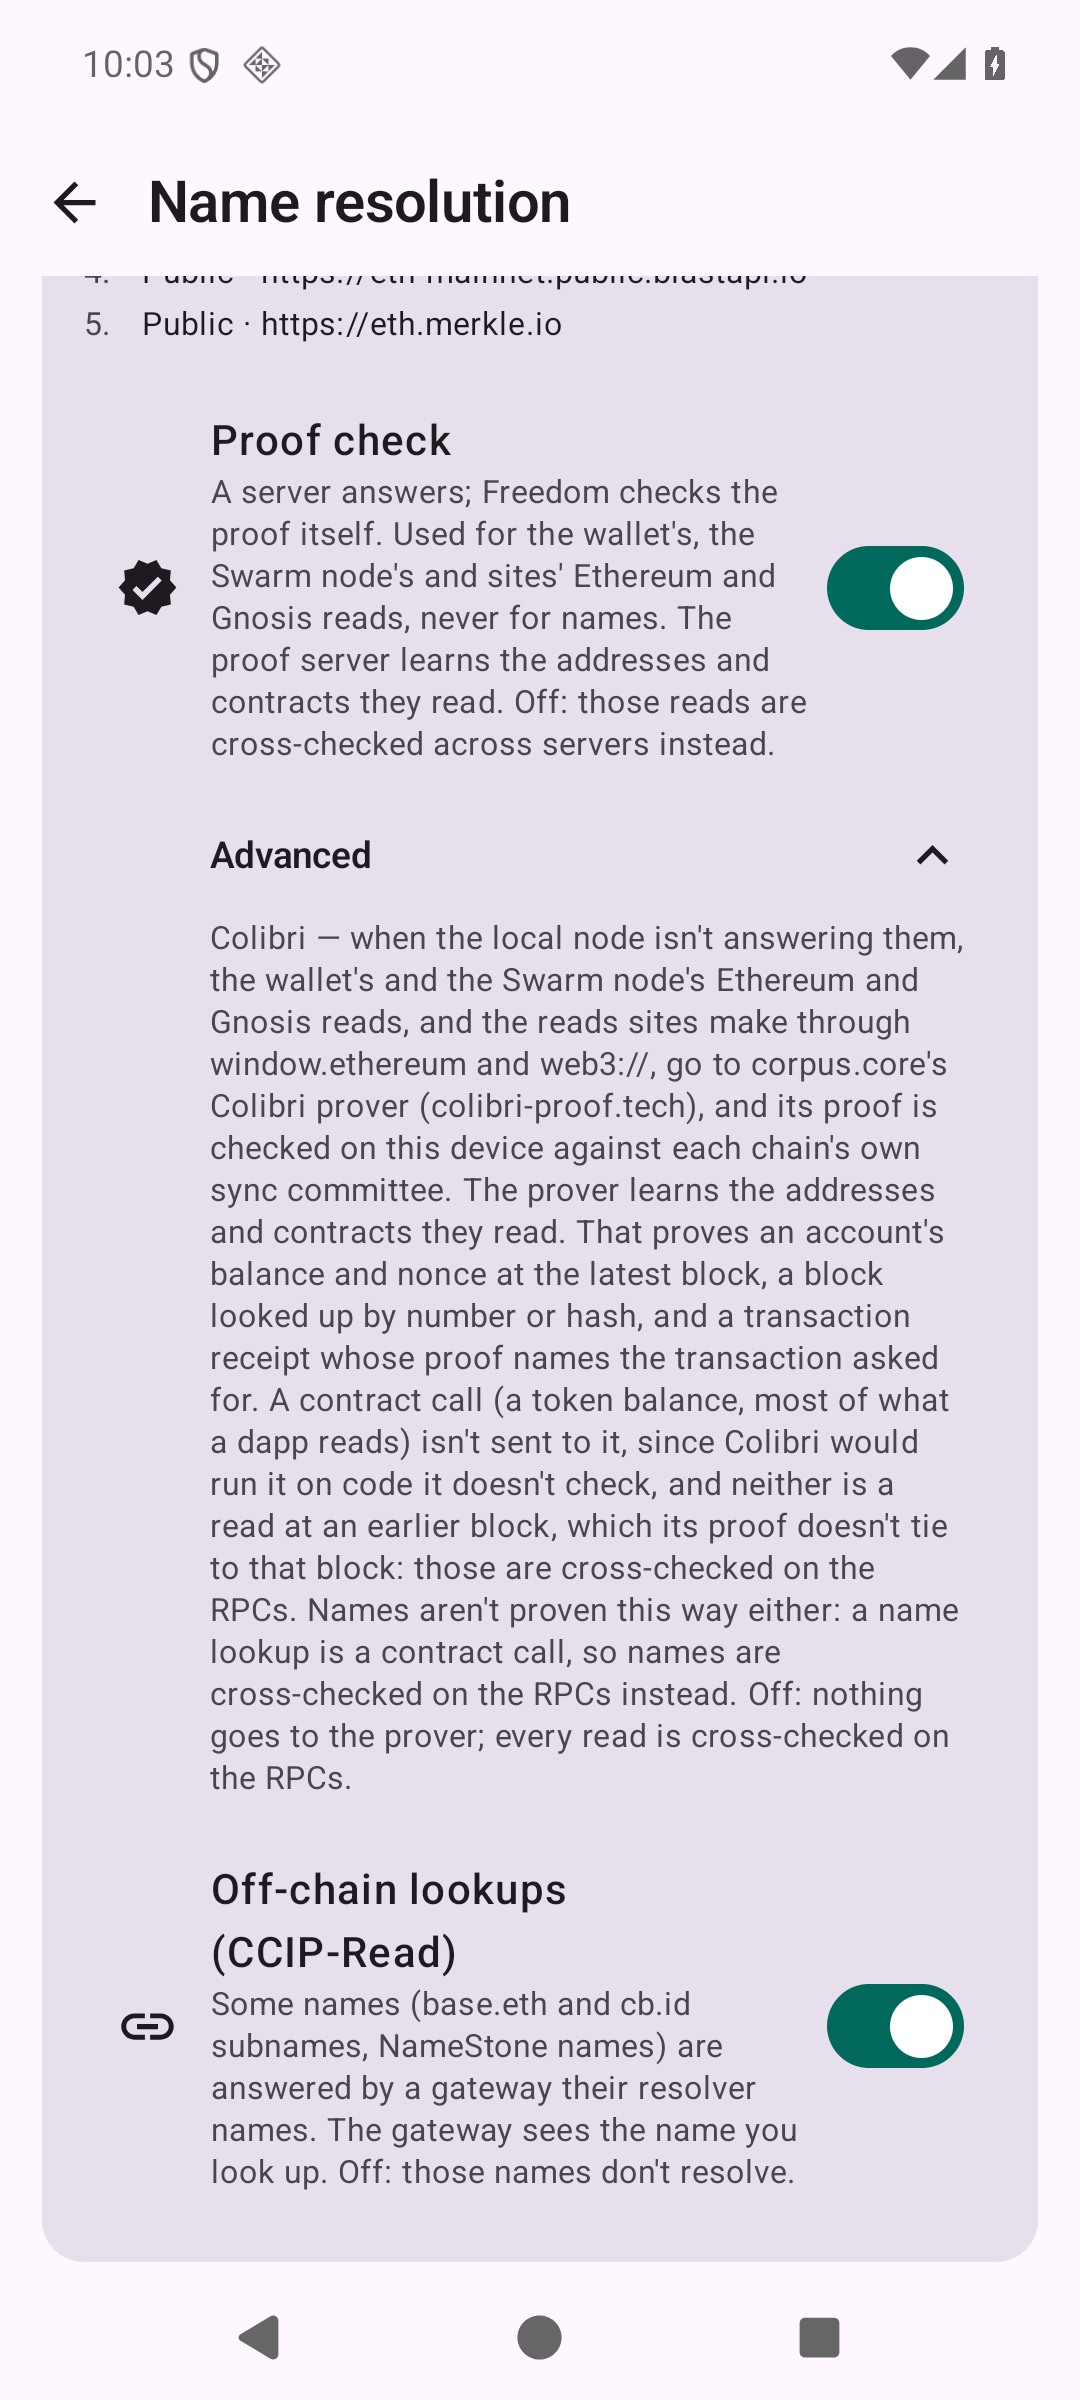 10:03
Name resolution
4. Public · https://eth-mainnet.public.blastapi.io
5. Public · https://eth.merkle.io
Proof check
A server answers; Freedom checks the
proof itself. Used for the wallet's, the
Swarm node's and sites' Ethereum and
Gnosis reads, never for names. The
proof server learns the addresses and
contracts they read. Off: those reads are
cross-checked across servers instead.
Advanced
Colibri — when the local node isn't answering them,
the wallet's and the Swarm node's Ethereum and
Gnosis reads, and the reads sites make through
window.ethereum and web3://, go to corpus.core's
Colibri prover (colibri-proof.tech), and its proof is
checked on this device against each chain's own
sync committee. The prover learns the addresses
and contracts they read. That proves an account's
balance and nonce at the latest block, a block
looked up by number or hash, and a transaction
receipt whose proof names the transaction asked
for. A contract call (a token balance, most of what
a dapp reads) isn't sent to it, since Colibri would
run it on code it doesn't check, and neither is a
read at an earlier block, which its proof doesn't tie
to that block: those are cross-checked on the
RPCs. Names aren't proven this way either: a name
lookup is a contract call, so names are
cross-checked on the RPCs instead. Off: nothing
goes to the prover; every read is cross-checked on
the RPCs.
Off-chain lookups
(CCIP-Read)
Some names (base.eth and cb.id
subnames, NameStone names) are
answered by a gateway their resolver
names. The gateway sees the name you
look up. Off: those names don't resolve.